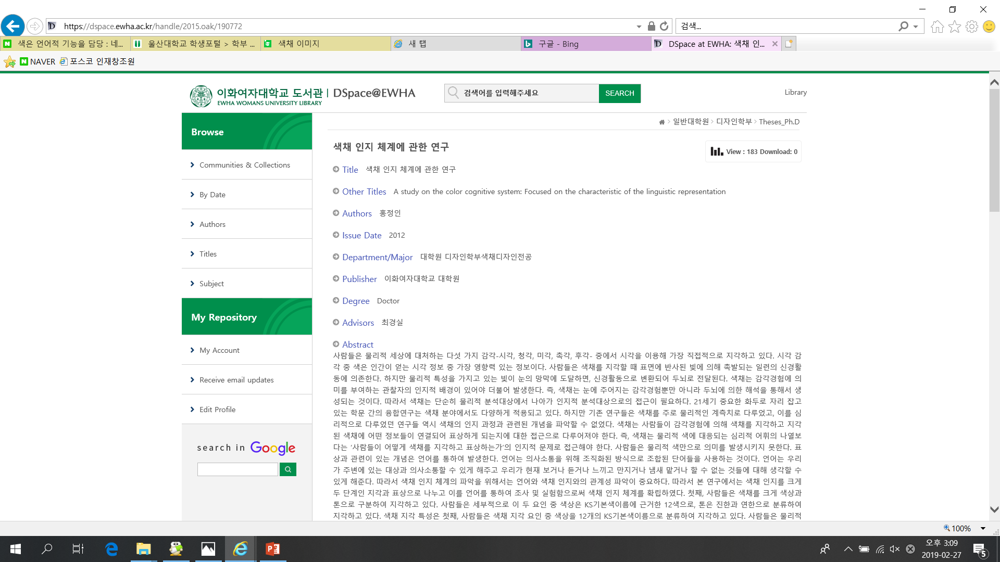 https://dspace.ewha.ac.kr/handle/2015.oak/190772
검색...
색은 언어적 기능을 담당 : 네...
울산대학교 학생포털 > 학부 ...
색채 이미지
새 탭
구글 - Bing
DSpace at EWHA: 색채 인...
NAVER
포스코 인재창조원
이화여자대학교 도서관 | DSpace@EWHA
EWHA WOMANS UNIVERSITY LIBRARY
검색어를 입력해주세요
SEARCH
Library
Browse
Communities & Collections
By Date
Authors
Titles
Subject
My Repository
My Account
Receive email updates
Edit Profile
search in Google
일반대학원 > 디자인학부 > Theses_Ph.D
색채 인지 체계에 관한 연구
View : 183 Download: 0
Title 색채 인지 체계에 관한 연구
Other Titles A study on the color cognitive system: Focused on the characteristic of the linguistic representation
Authors 홍정인
Issue Date 2012
Department/Major 대학원 디자인학부색채디자인전공
Publisher 이화여자대학교 대학원
Degree Doctor
Advisors 최경실
Abstract
사람들은 물리적 세상에 대처하는 다섯 가지 감각-시각, 청각, 미각, 촉각, 후각- 중에서 시각을 이용해 가장 직접적으로 지각하고 있다. 시각 감
각 중 색은 인간이 얻는 시각 정보 중 가장 영향력 있는 정보이다. 사람들은 색채를 지각할 때 표면에 반사된 빛에 의해 촉발되는 일련의 신경활
동에 의존한다. 하지만 물리적 특성을 가지고 있는 빛이 눈의 망막에 도달하면, 신경활동으로 변환되어 두뇌로 전달된다. 색채는 감각경험에 의
미를 부여하는 관찰자의 인지적 배경이 있어야 더불어 발생한다. 즉, 색채는 눈에 주어지는 감각경험뿐만 아니라 두뇌에 의한 해석을 통해서 생
성되는 것이다. 따라서 색채는 단순히 물리적 분석대상에서 나아가 인지적 분석대상으로의 접근이 필요하다. 21세기 중요한 화두로 자리 잡고
있는 학문 간의 융합연구는 색채 분야에서도 다양하게 적용되고 있다. 하지만 기존 연구들은 색채를 주로 물리적인 계측치로 다루었고, 이를 심
리적으로 다루었던 연구들 역시 색채의 인지 과정과 관련된 개념을 파악할 수 없었다. 색채는 사람들이 감각경험에 의해 색채를 지각하고 지각
된 색채에 어떤 정보들이 연결되어 표상하게 되는지에 대한 접근으로 다루어져야 한다. 즉, 색채는 물리적 색에 대응되는 심리적 어휘의 나열보
다는 ‘사람들이 어떻게 색채를 지각하고 표상하는가’의 인지적 문제로 접근해야 한다. 사람들은 물리적 색만으로 의미를 발생시키지 못한다. 표
상과 관련이 있는 개념은 언어를 통하여 발생한다. 언어는 의사소통을 위해 조직화된 방식으로 조합된 단어들을 사용하는 것이다. 언어는 우리
가 주변에 있는 대상과 의사소통할 수 있게 해주고 우리가 현재 보거나 듣거나 느끼고 만지거나 냄새 맡거나 할 수 없는 것들에 대해 생각할 수
있게 해준다. 따라서 색채 인지 체계의 파악을 위해서는 언어와 색채 인지와의 관계성 파악이 중요하다. 따라서 본 연구에서는 색채 인지를 크게
두 단계인 지각과 표상으로 나누고 이를 언어를 통하여 조사 및 실험함으로써 색채 인지 체계를 확립하였다. 첫째, 사람들은 색채를 크게 색상과
톤으로 구분하여 지각하고 있다. 사람들은 세부적으로 이 두 요인 중 색상은 KS기본색이름에 근거한 12색으로, 톤은 진한과 연한으로 분류하여
지각하고 있다. 색채 지각 특성은 첫째, 사람들은 색채 지각 요인 중 색상을 12개의 KS기본색이름으로 분류하여 지각하고 있다. 사람들은 물리적
100%
오후 3:09
2019-02-27
5